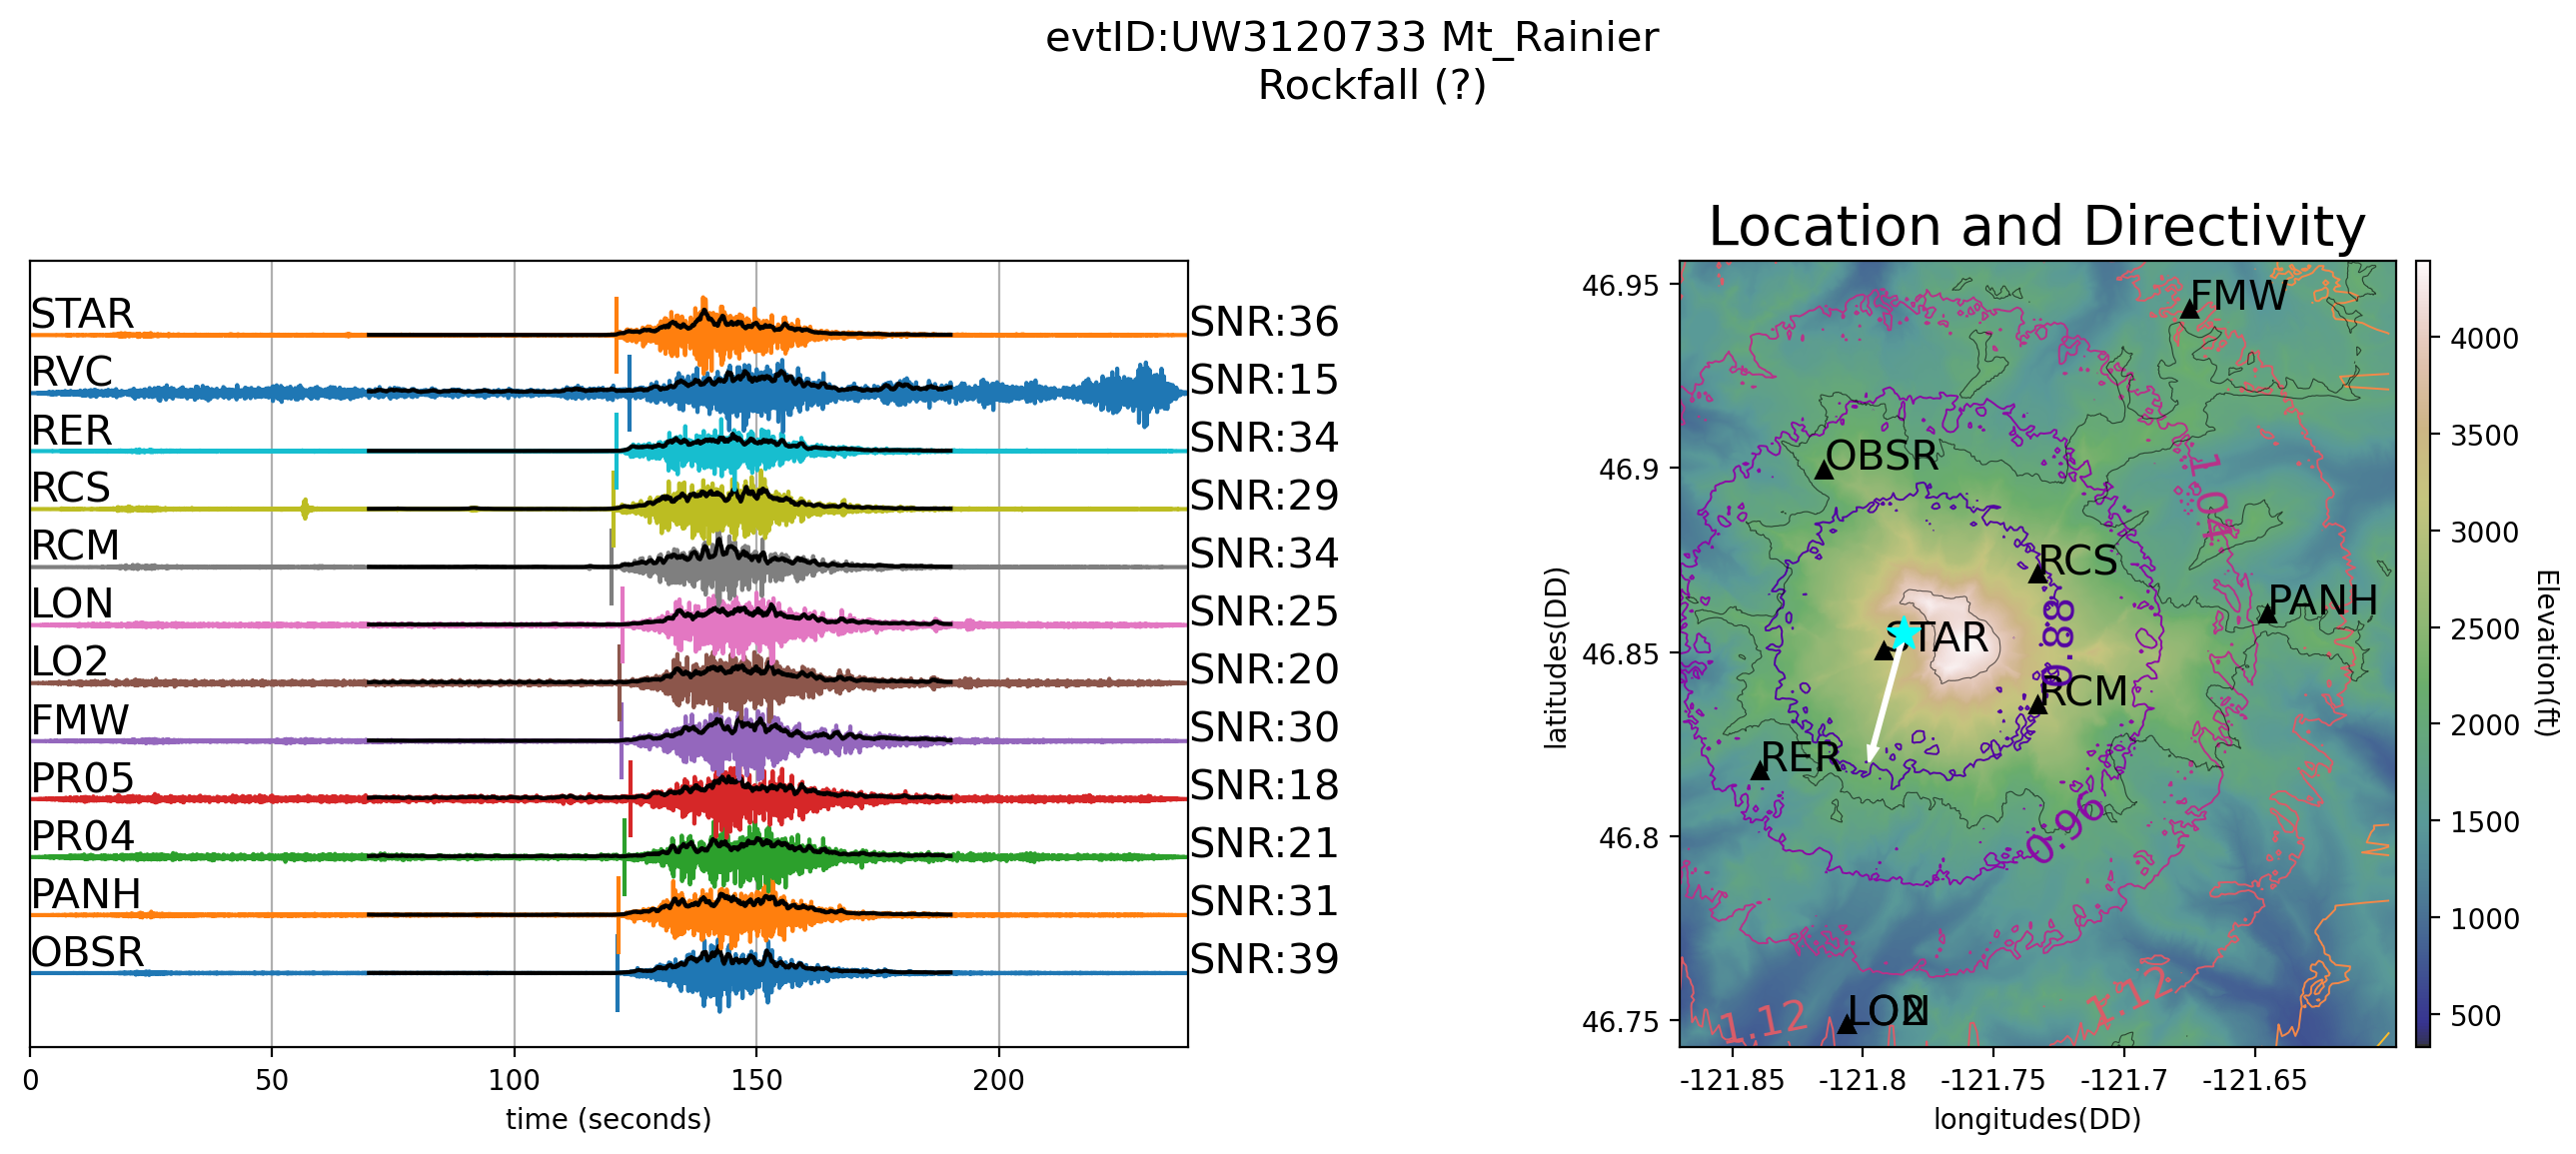 evtID:UW3120733 Mt_Rainier
Rockfall (?)
STAR
RVC
RER
RCS
RCM
LON
LO2
FMW
PR05
PR04
PANH
OBSR
SNR:36
SNR:15
SNR:34
SNR:29
SNR:34
SNR:25
SNR:20
SNR:30
SNR:18
SNR:21
SNR:31
SNR:39
0
50
100
150
200
time (seconds)
Location and Directivity
46.95
46.9
46.85
46.8
46.75
latitudes(DD)
FMW
OBSR
1.04
RCS
PANH
STAR
0.88
RCM
RER
0.96
1.12
1.12
-121.85
-121.8
-121.75
-121.7
-121.65
longitudes(DD)
4000
3500
3000
2500
2000
1500
1000
500
Elevation(ft)